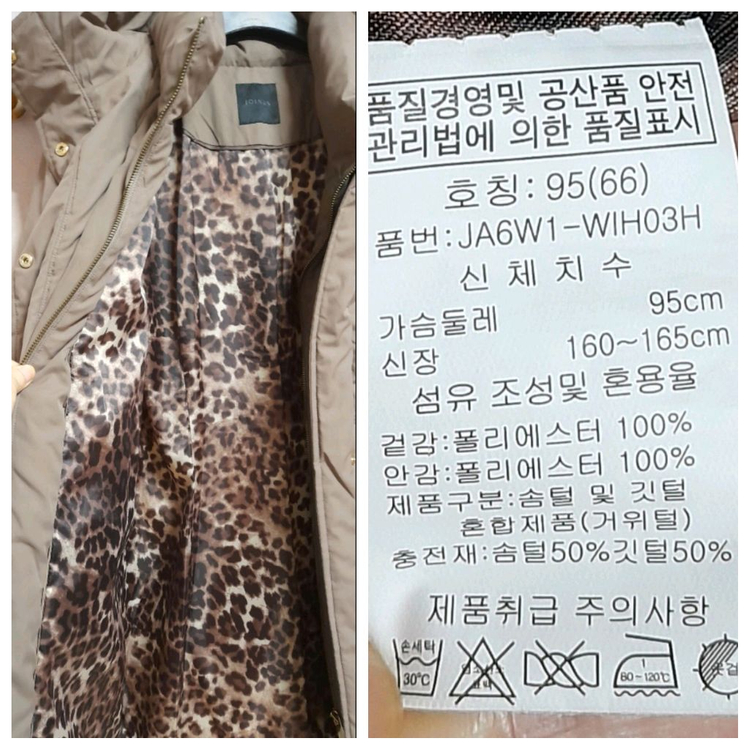 품질경영및 공산품 안전
관리법에 의한 품질표시
호칭: 95(66)
품번:JA6W1-WIH03H
신 체 치 수
가슴둘레 95cm
신장 160~165cm
섬유 조성및 혼용율
겉감:폴리에스터 100%
안감:폴리에스터 100%
제품구분:솜털 및 깃털
혼합제품(거위털)
충전재:솜털50%깃털50%
제품취급 주의사항
손세탁
30℃
80~120℃
옷걸